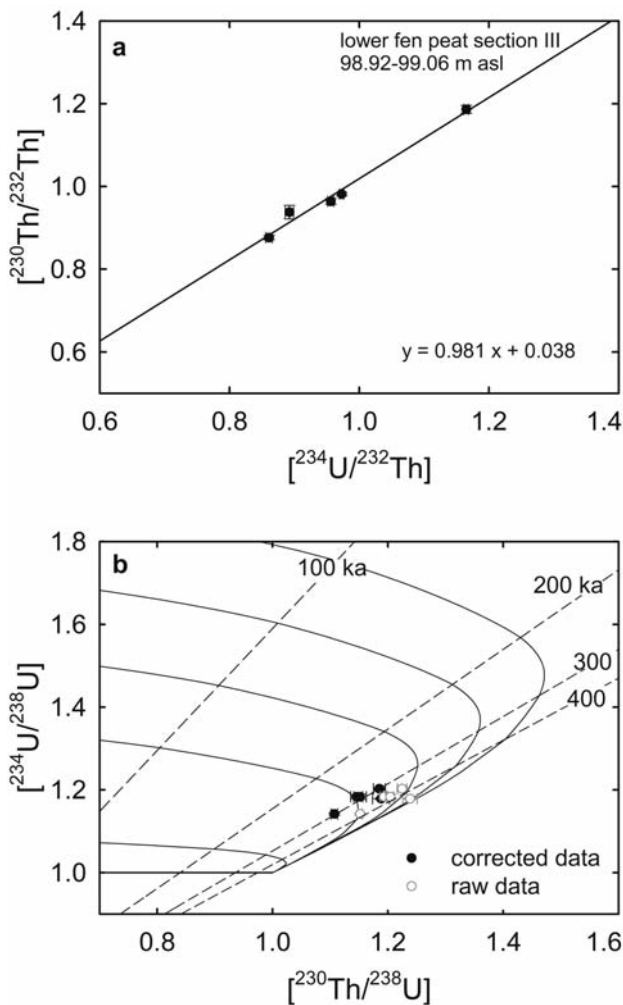 1.4
a
lower fen peat section III
98.92-99.06 m asl
1.2
[²³⁰Th/²³²Th]
1.0
0.8
0.6
y = 0.981 x + 0.038
0.6 0.8 1.0 1.2 1.4
[²³⁴U/²³²Th]
1.8
b
100 ka
200 ka
1.6
300
400
[²³⁴U/²³⁸U]
1.4
1.2
1.0
corrected data
raw data
0.9
0.8 1.0 1.2 1.4 1.6
[²³⁰Th/²³⁸U]